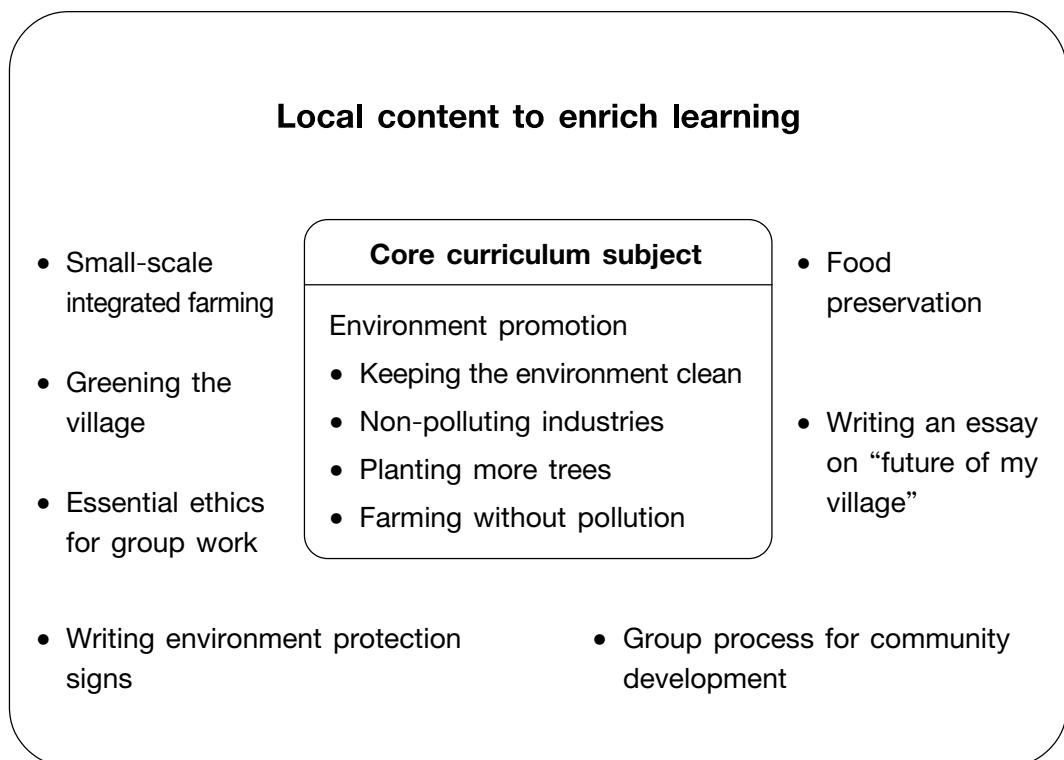 Local content to enrich learning
• Small-scale
integrated farming
• Greening the
village
• Essential ethics
for group work
Core curriculum subject
Environment promotion
• Keeping the environment clean
• Non-polluting industries
• Planting more trees
• Farming without pollution
• Food
preservation
• Writing an essay
on “future of my
village”
• Writing environment protection
signs
• Group process for community
development